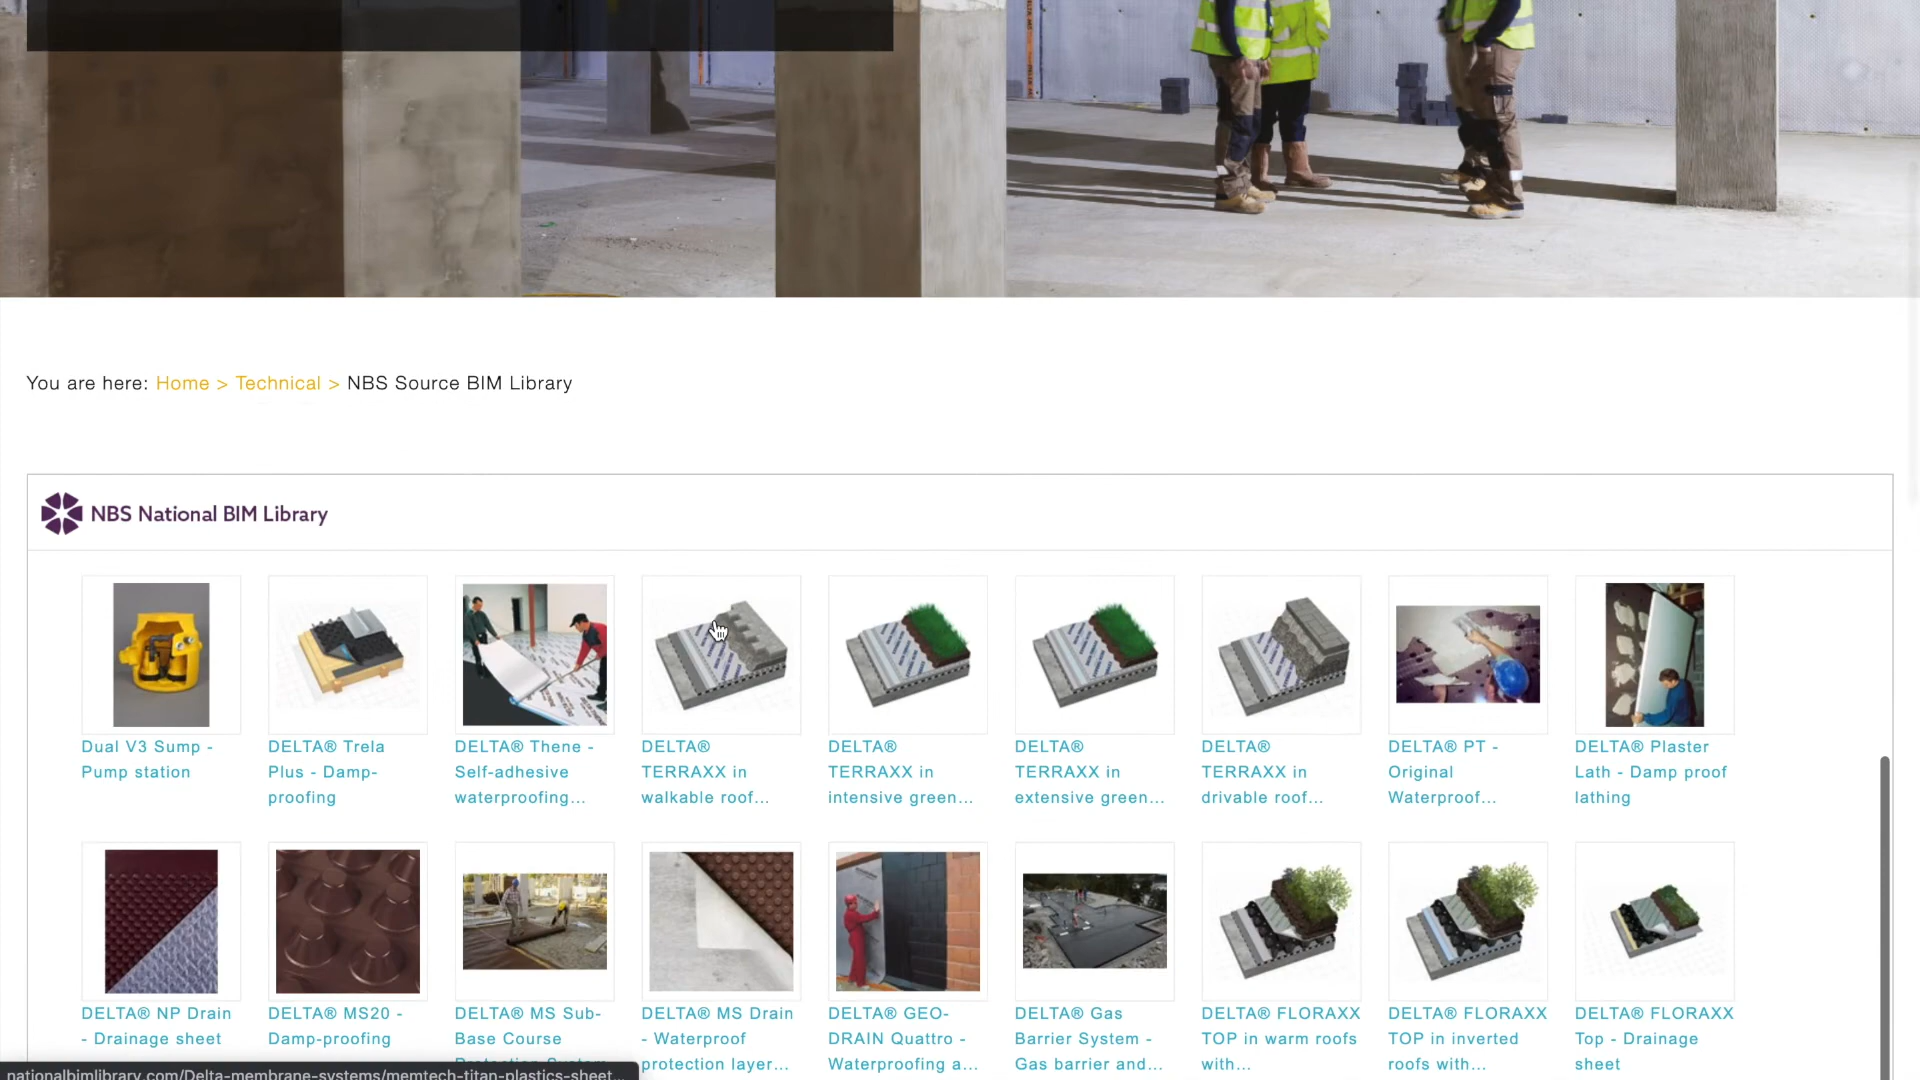 You are here: Home > Technical > NBS Source BIM Library
NBS National BIM Library
Dual V3 Sump -
Pump station
DELTA® Trela
Plus - Damp-
proofing
DELTA® Thene -
Self-adhesive
waterproofing...
DELTA®
TERRAXX in
walkable roof...
DELTA®
TERRAXX in
intensive green...
DELTA®
TERRAXX in
extensive green...
DELTA®
TERRAXX in
drivable roof...
DELTA® PT -
Original
Waterproof...
DELTA® Plaster
Lath - Damp proof
lathing
DELTA® NP Drain
- Drainage sheet
DELTA® MS20 -
Damp-proofing
DELTA® MS Sub-
Base Course
Protection System
DELTA® MS Drain
- Waterproof
protection layer...
DELTA® GEO-
DRAIN Quattro -
Waterproofing a...
DELTA® Gas
Barrier System -
Gas barrier and...
DELTA® FLORAXX
TOP in warm roofs
with...
DELTA® FLORAXX
TOP in inverted
roofs with...
DELTA® FLORAXX
Top - Drainage
sheet
nationalbimlibrary.com/Delta-membrane-systems/memtech-titan-plastics-sheet...